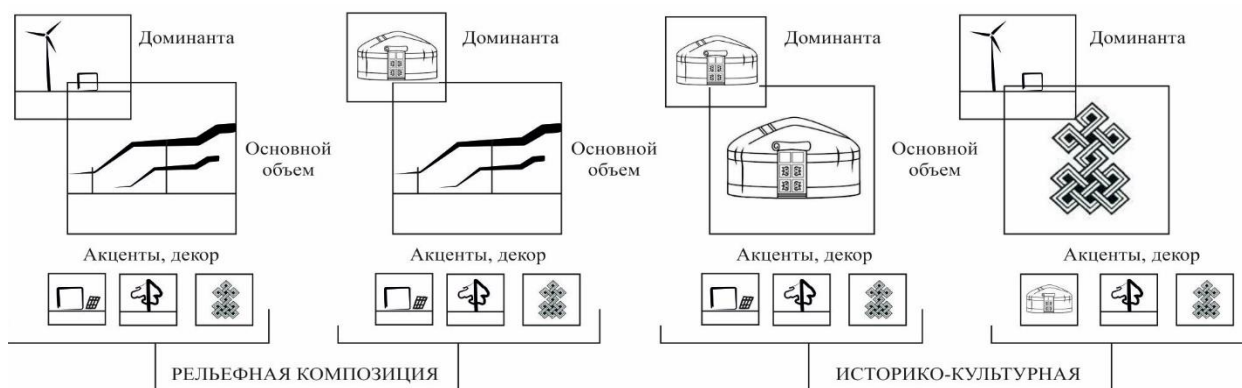 Доминанта
Доминанта
Доминанта
Доминанта
Основной
объем
Основной
объем
Основной
объем
Акценты, декор
Акценты, декор
Акценты, декор
Акценты, декор
РЕЛЬЕФНАЯ КОМПОЗИЦИЯ
ИСТОРИКО-КУЛЬТУРНАЯ